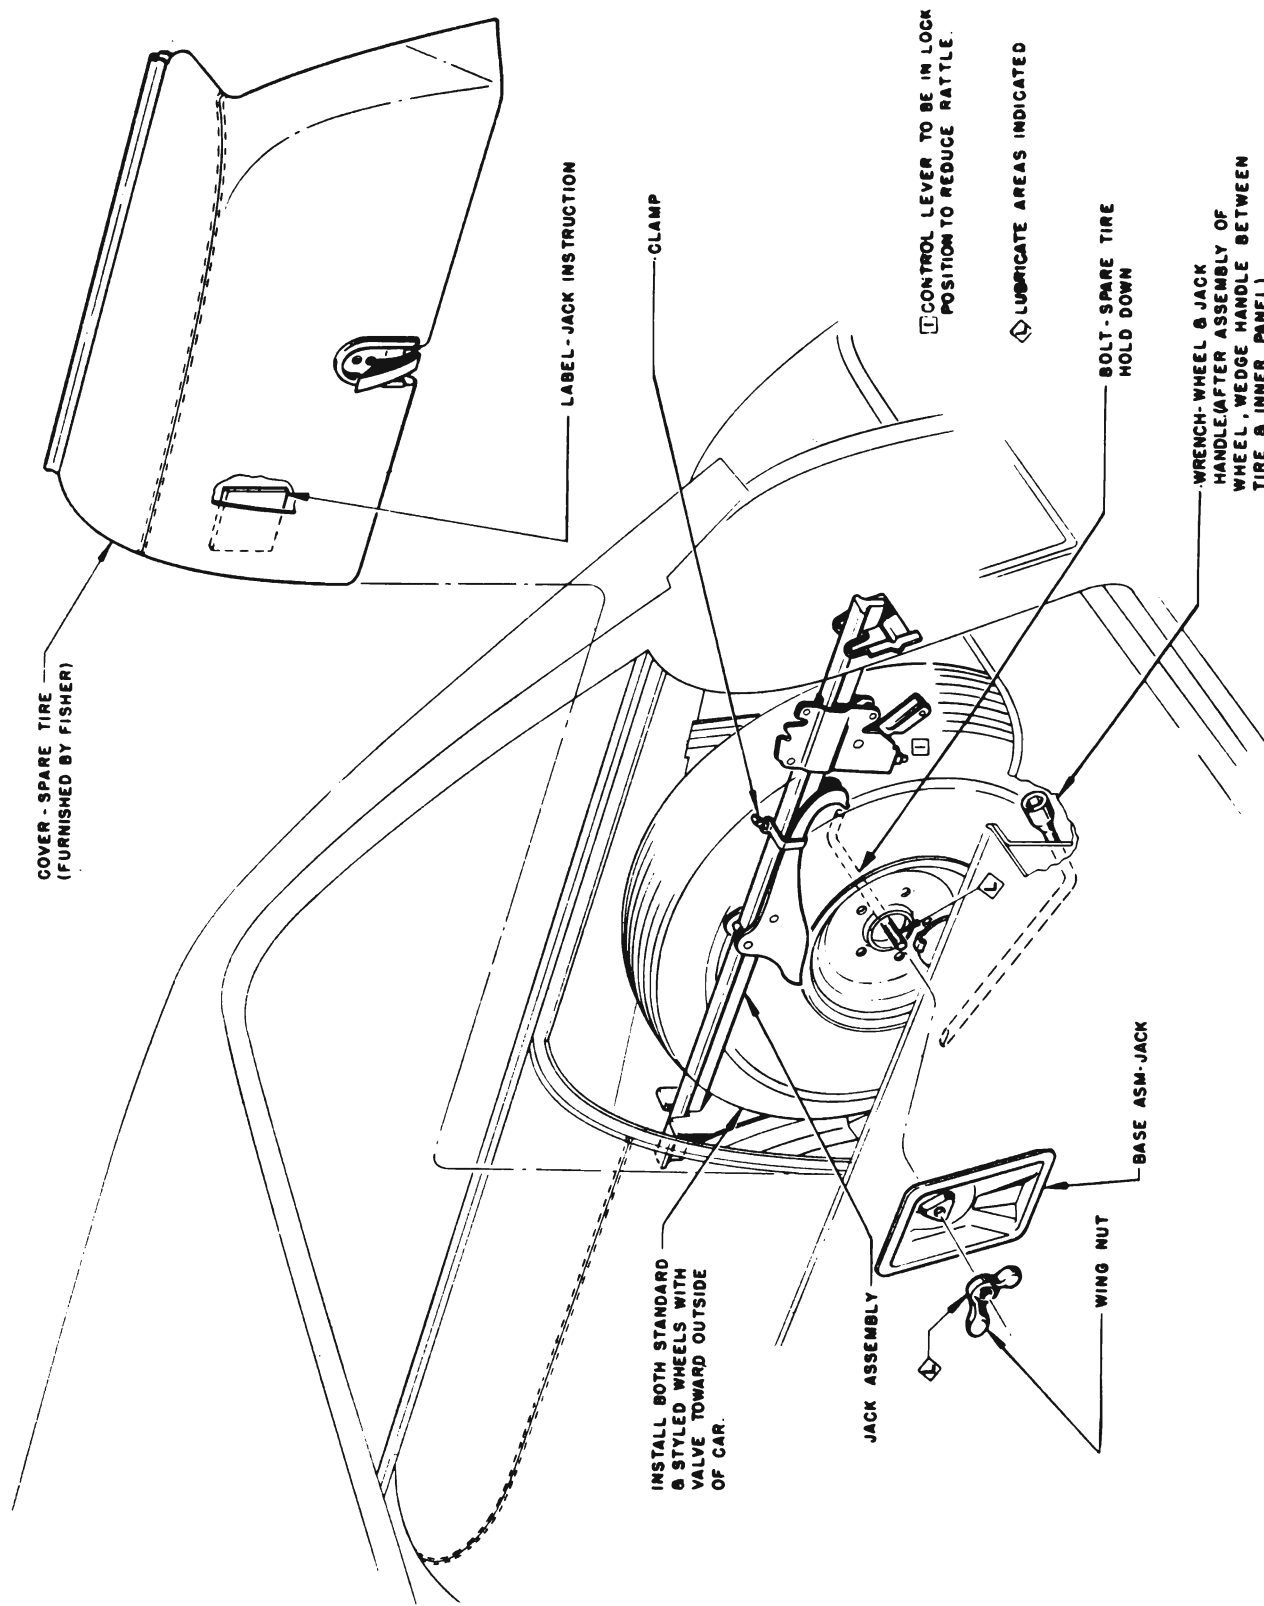 COVER - SPARE TIRE
(FURNISHED BY FISHER)
LABEL-JACK INSTRUCTION
CLAMP
I CONTROL LEVER TO BE IN LOCK
POSITION TO REDUCE RATTLE.
L LUBRICATE AREAS INDICATED
BOLT - SPARE TIRE
HOLD DOWN
WRENCH-WHEEL & JACK
HANDLE(AFTER ASSEMBLY OF
WHEEL, WEDGE HANDLE BETWEEN
TIRE & INNER PANEL)
I
L
INSTALL BOTH STANDARD
& STYLED WHEELS WITH
VALVE TOWARD OUTSIDE
OF CAR.
JACK ASSEMBLY
L
BASE ASM-JACK
WING NUT